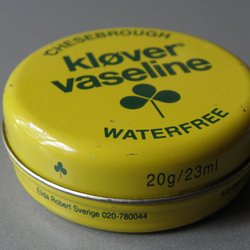 CHESEBROUGH
kløver®
vaseline
WATERFREE
20g/23ml
Elida Robert Sverige 020-780044